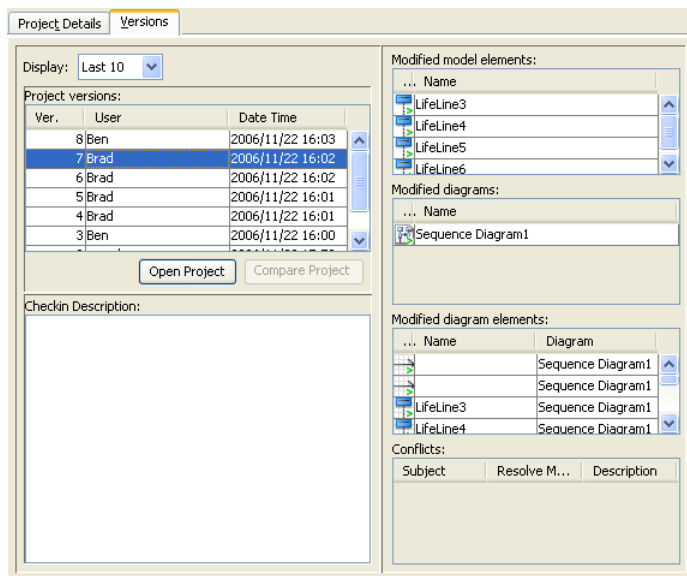 Project Details Versions
Display: Last 10
Project versions:
Ver. User Date Time
8 Ben 2006/11/22 16:03
7 Brad 2006/11/22 16:02
6 Brad 2006/11/22 16:02
5 Brad 2006/11/22 16:01
4 Brad 2006/11/22 16:01
3 Ben 2006/11/22 16:00
Open Project Compare Project
Checkin Description:
Modified model elements:
... Name
LifeLine3
LifeLine4
LifeLine5
LifeLine6
Modified diagrams:
... Name
Sequence Diagram1
Modified diagram elements:
... Name Diagram
Sequence Diagram1
Sequence Diagram1
LifeLine3 Sequence Diagram1
LifeLine4 Sequence Diagram1
Conflicts:
Subject Resolve M... Description